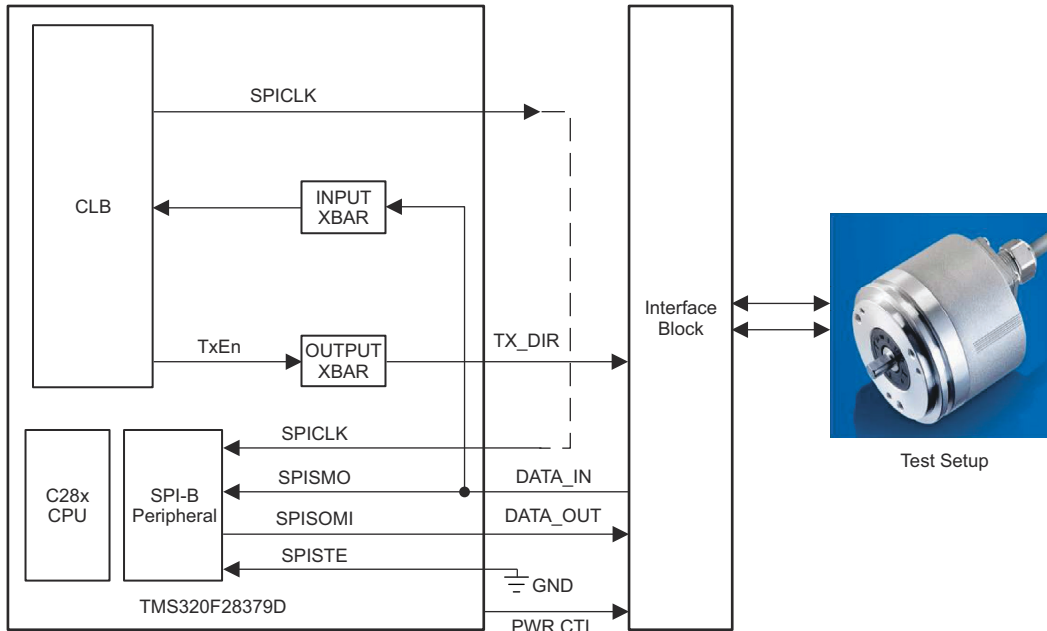 SPICLK
CLB
INPUT
XBAR
Interface
Block
TxEn
OUTPUT
XBAR
TX_DIR
SPICLK
Test Setup
C28x
CPU
SPI-B
Peripheral
SPISMO
DATA_IN
SPISOMI
DATA_OUT
SPISTE
GND
TMS320F28379D
PWR CTL